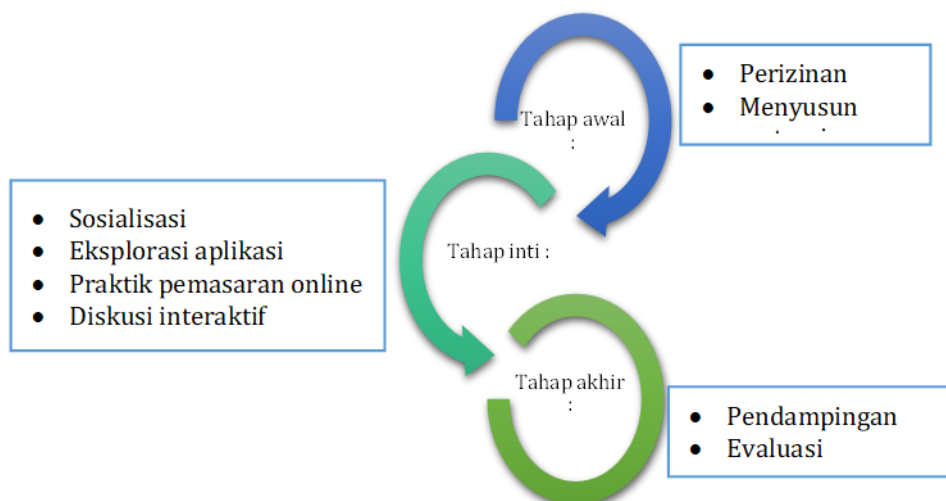 Tahap awal
:
• Perizinan
• Menyusun
Tahap inti :
• Sosialisasi
• Eksplorasi aplikasi
• Praktik pemasaran online
• Diskusi interaktif
Tahap akhir
:
• Pendampingan
• Evaluasi